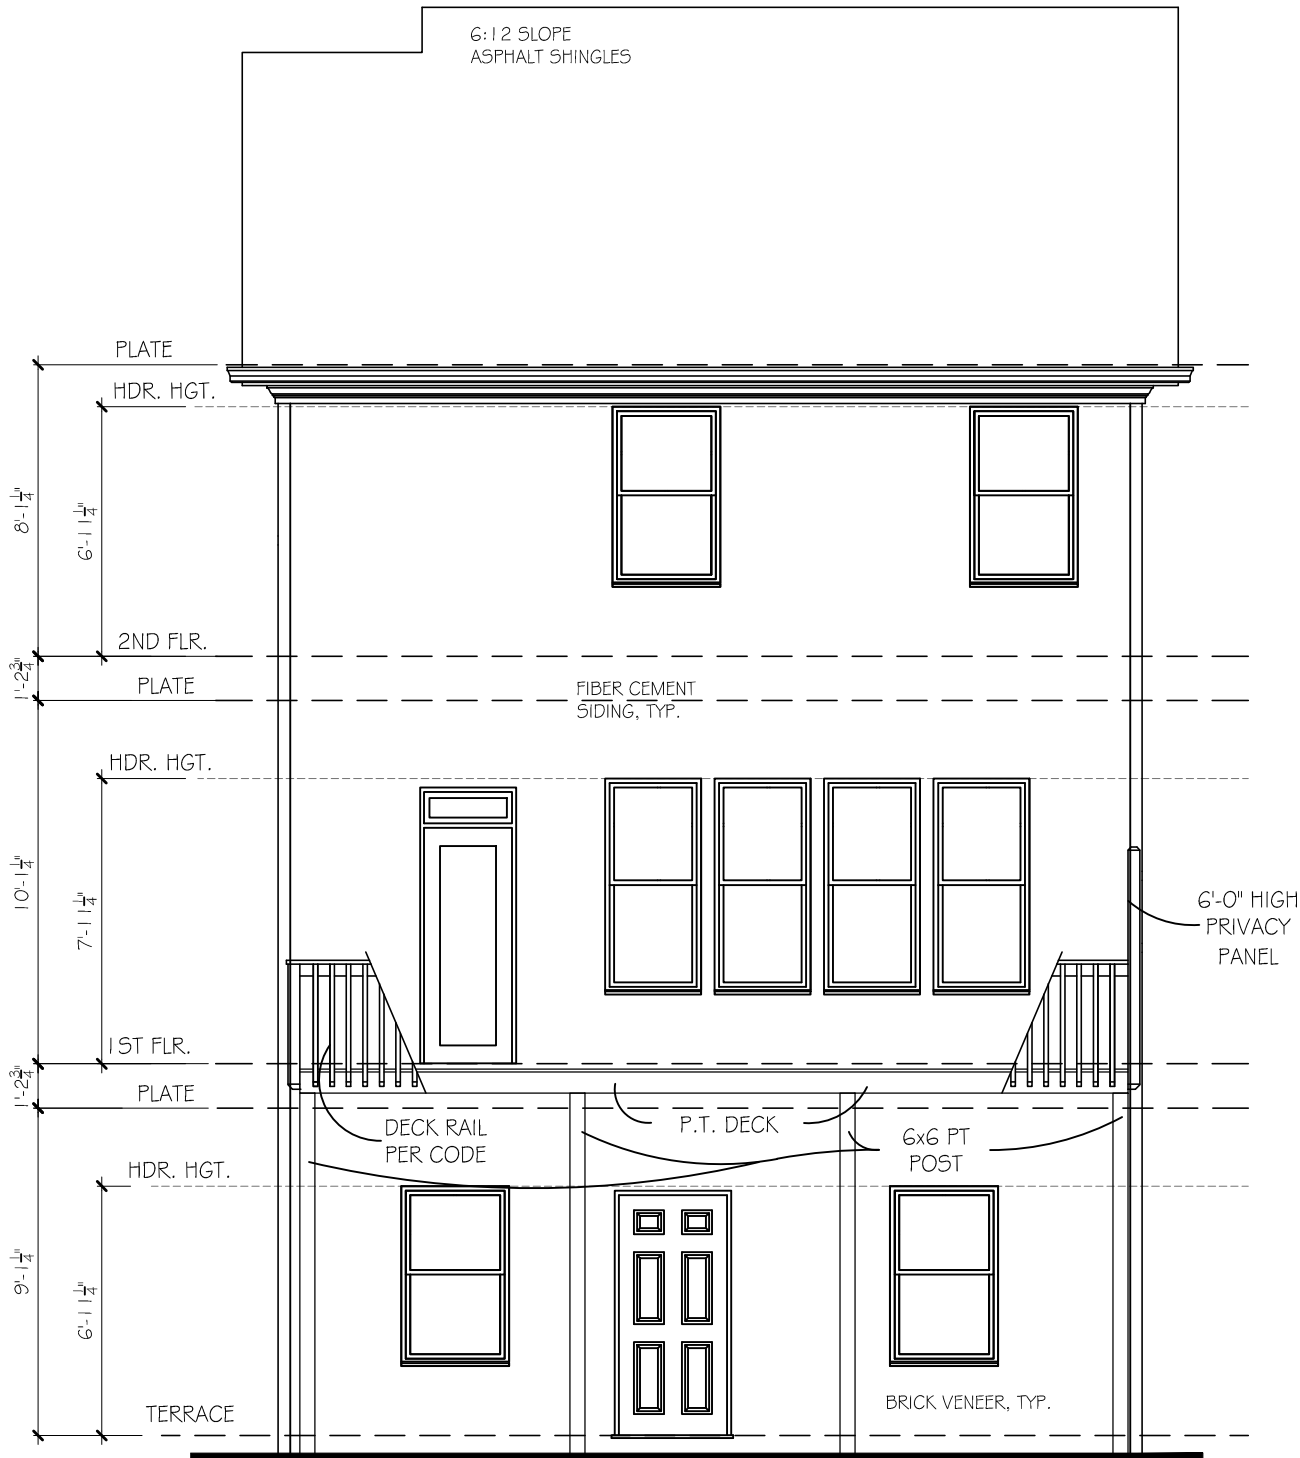 6:12 SLOPE
ASPHALT SHINGLES
PLATE
HDR. HGT.
8'-1 1/4"
6'-11 1/4"
2ND FLR.
1'-2 3/4"
PLATE
FIBER CEMENT
SIDING, TYP.
HDR. HGT.
10'-1 1/4"
7'-11 1/4"
6'-0" HIGH
PRIVACY
PANEL
1ST FLR.
1'-2 3/4"
PLATE
DECK RAIL
PER CODE
P.T. DECK
6x6 PT
POST
HDR. HGT.
9'-1 1/4"
6'-11 1/4"
BRICK VENEER, TYP.
TERRACE